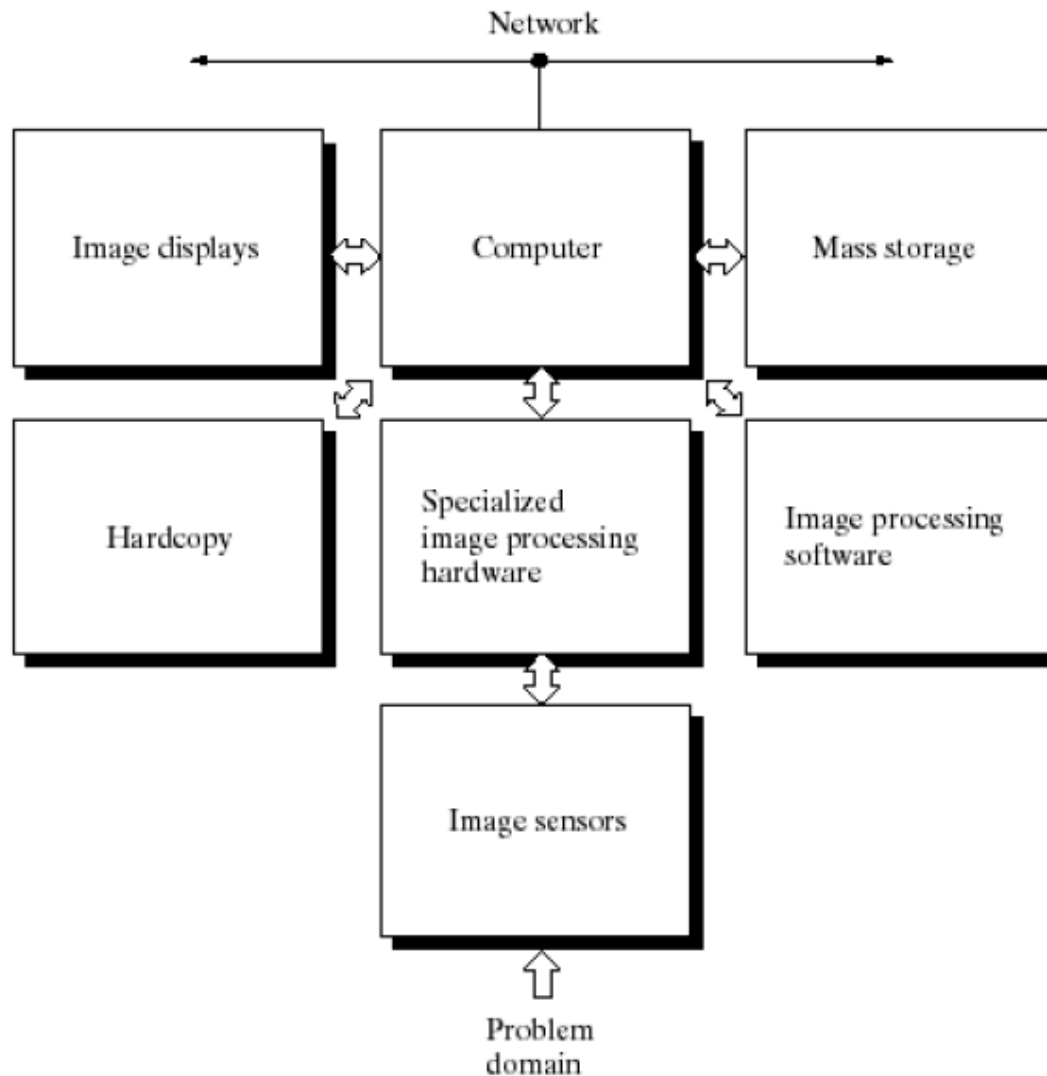 Network
Image displays
Computer
Mass storage
Hardcopy
Specialized
image processing
hardware
Image processing
software
Image sensors
Problem
domain